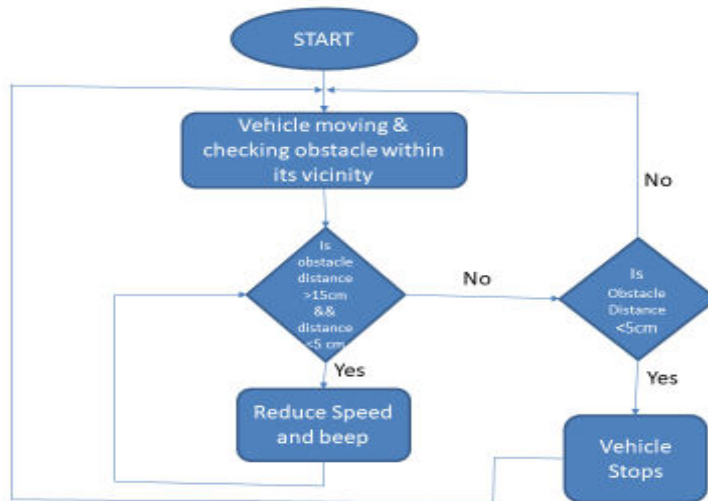 START
Vehicle moving &
checking obstacle within
its vicinity
Is
obstacle
distance
>15cm
&&
distance
<5 cm
No
Is
Obstacle
Distance
<5cm
No
Yes
Reduce Speed
and beep
Yes
Vehicle
Stops